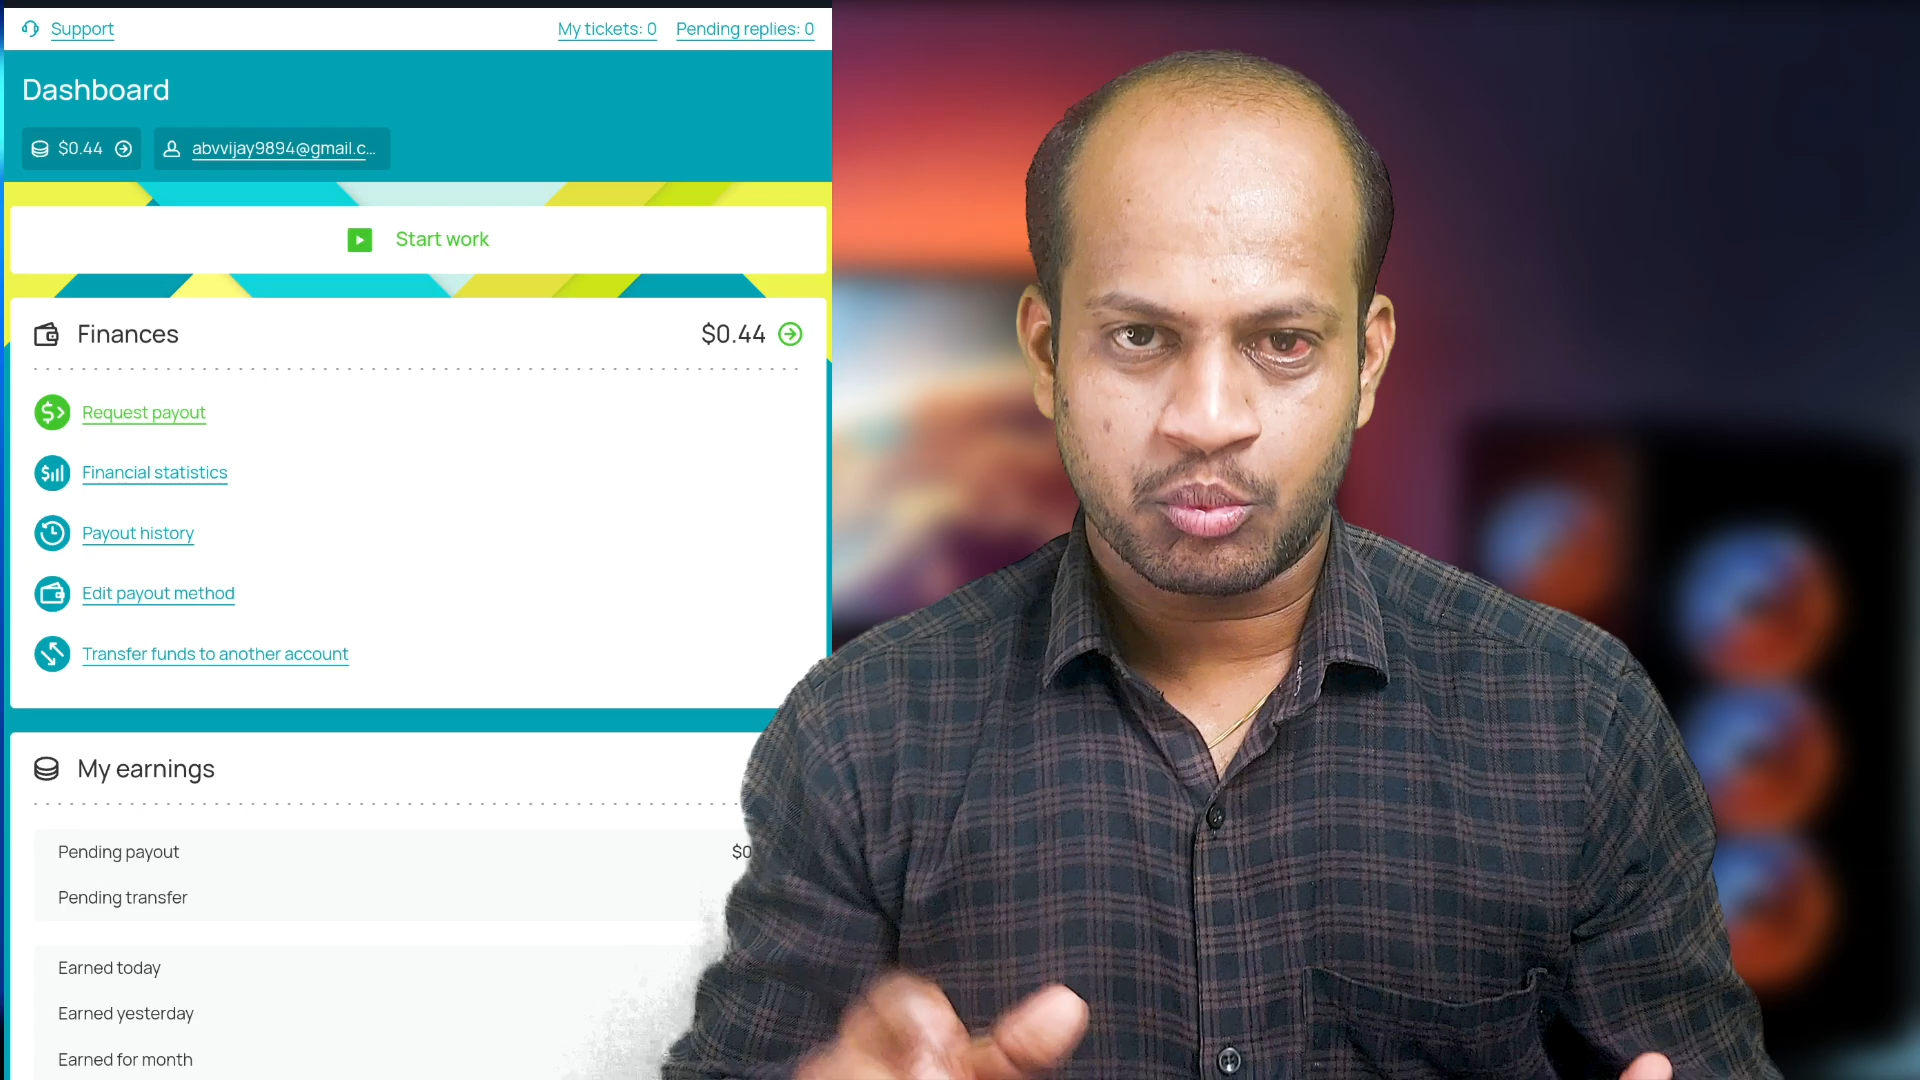 Support
My tickets: 0
Pending replies: 0
Dashboard
$0.44
abvvijay9894@gmail.c...
Start work
Finances
$0.44
Request payout
Financial statistics
Payout history
Edit payout method
Transfer funds to another account
My earnings
Pending payout
$0
Pending transfer
Earned today
Earned yesterday
Earned for month